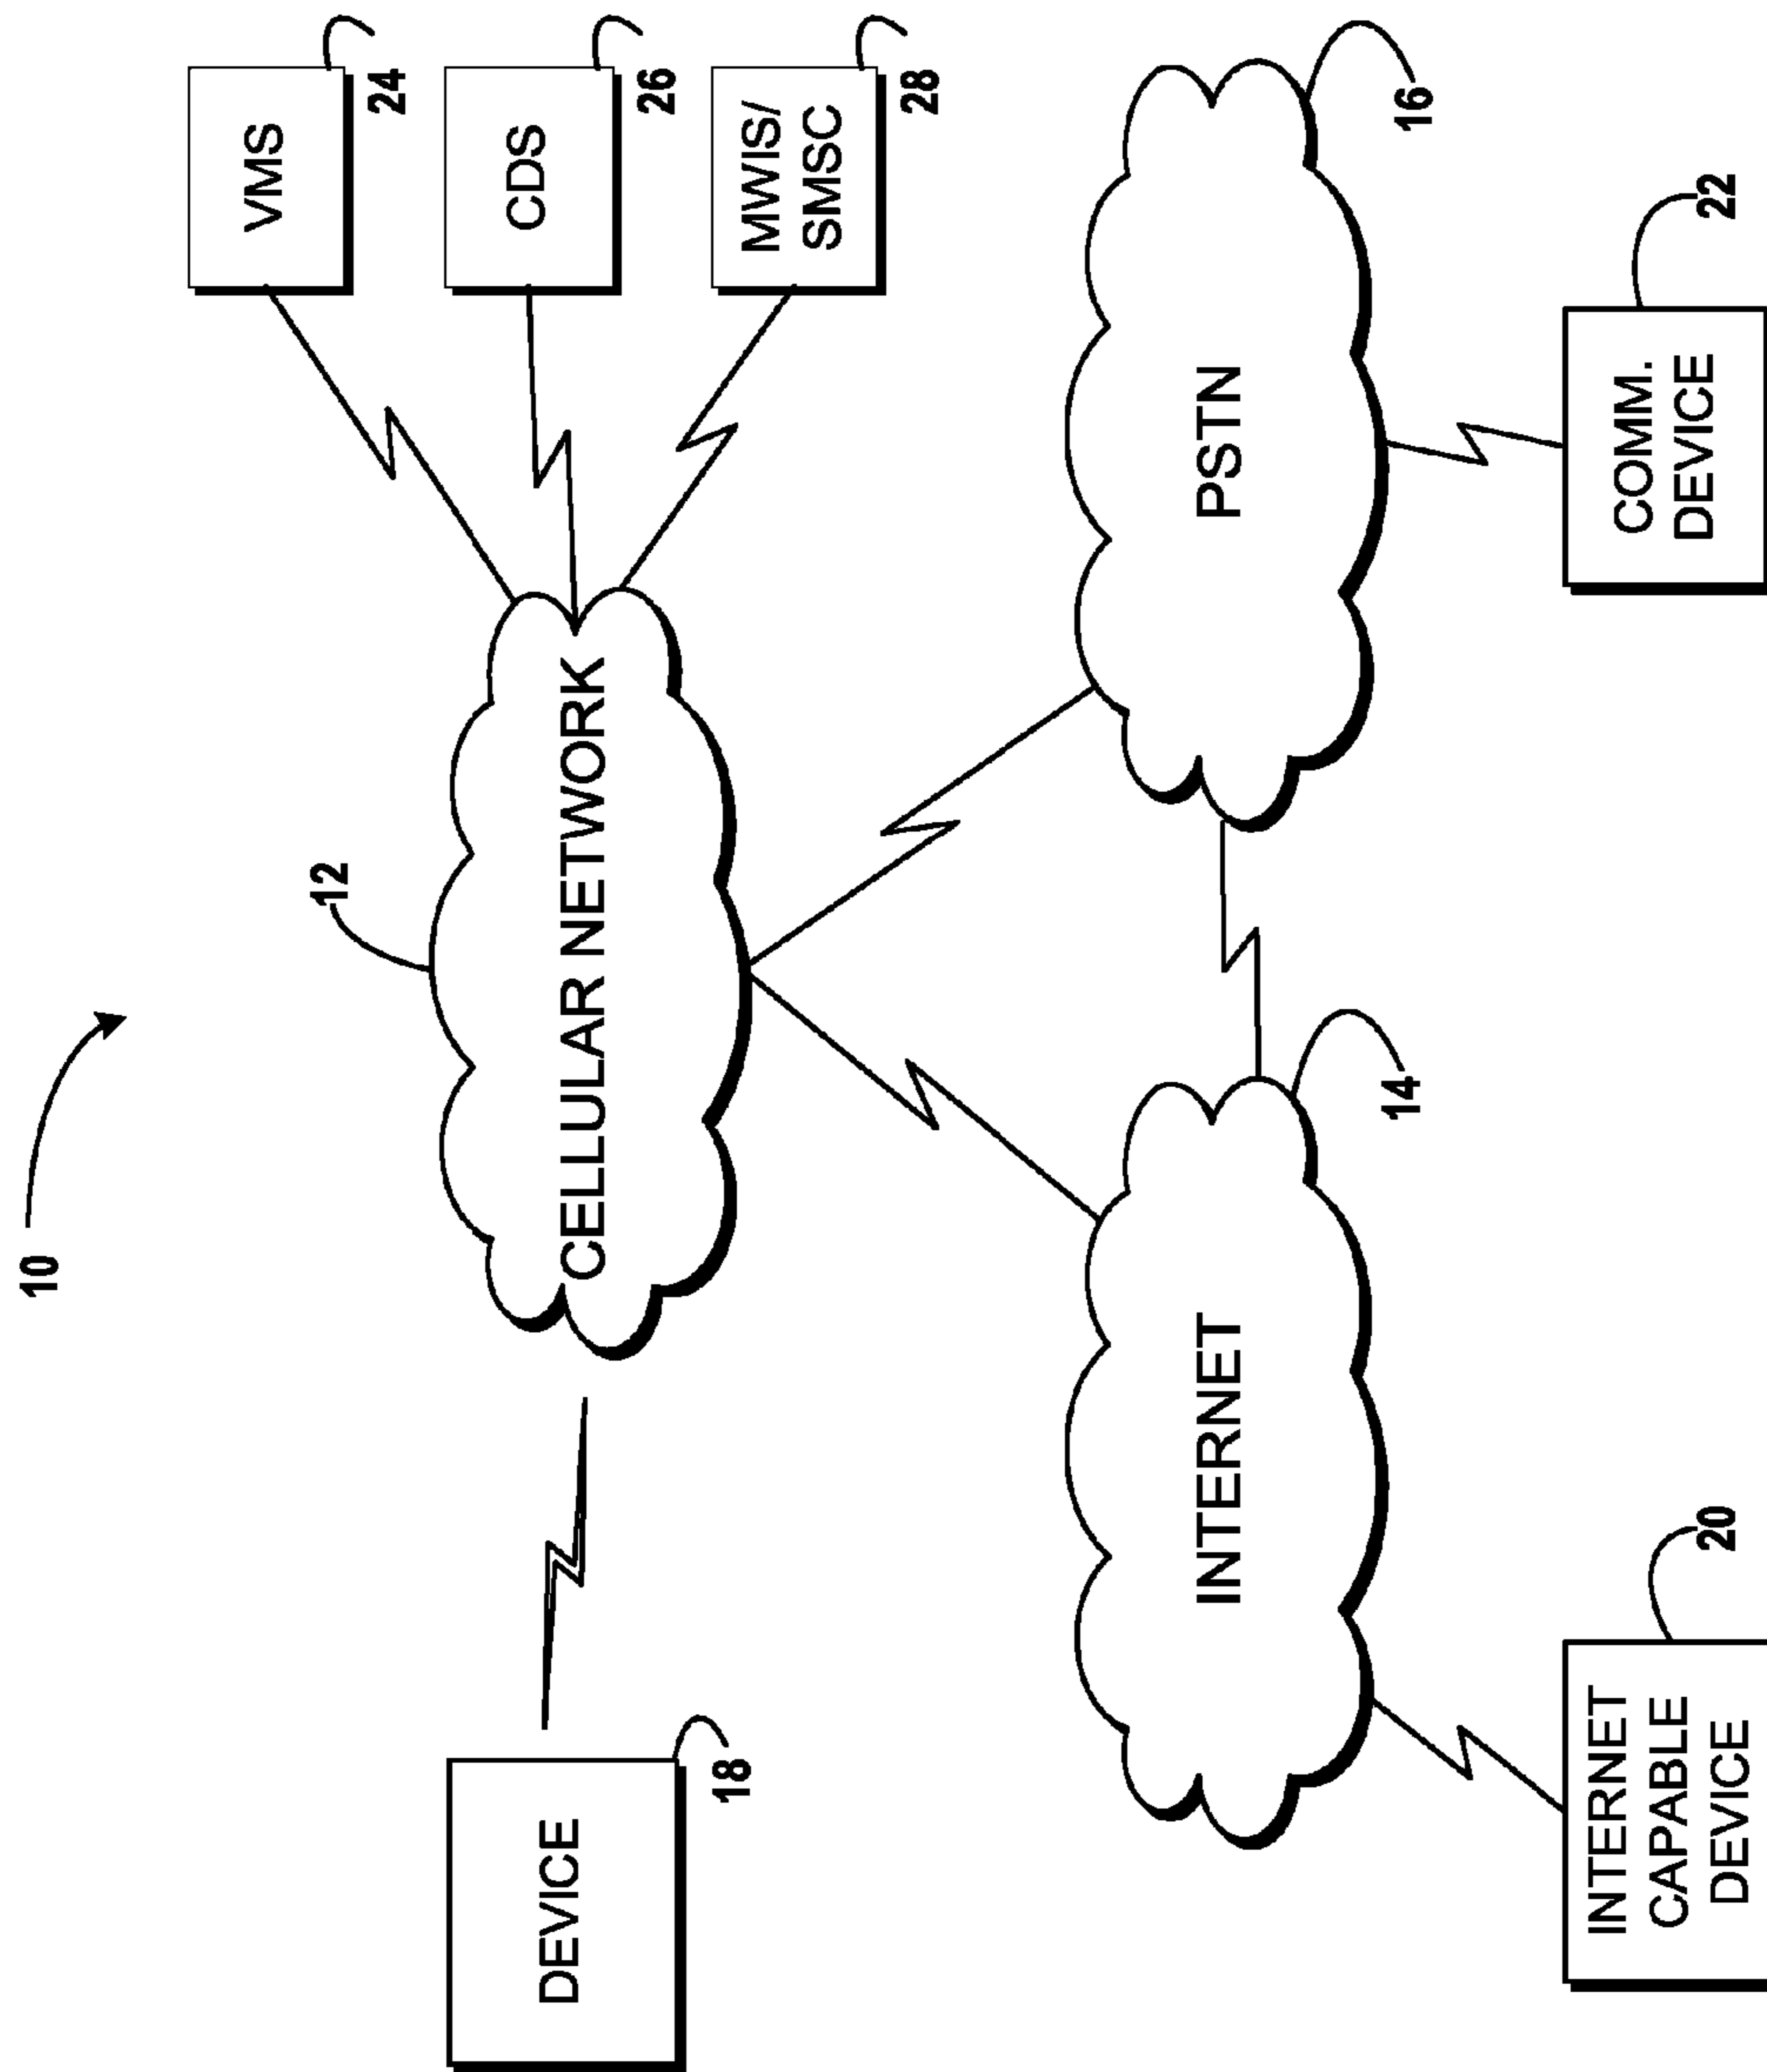 10
12
VMS
24
CDS
26
MWIS/
SMSC
28
CELLULAR NETWORK
DEVICE
18
INTERNET
14
PSTN
16
INTERNET
CAPABLE
DEVICE
20
COMM.
DEVICE
22